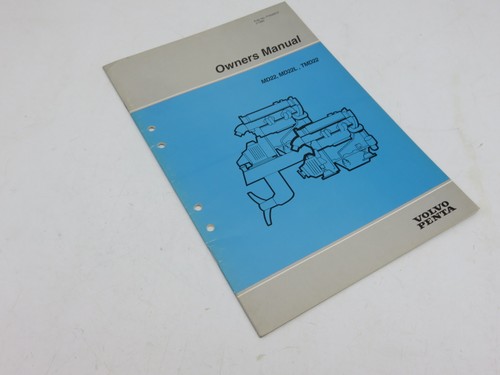 Owners Manual
MD22, MD22L, TMD22
VOLVO
PENTA